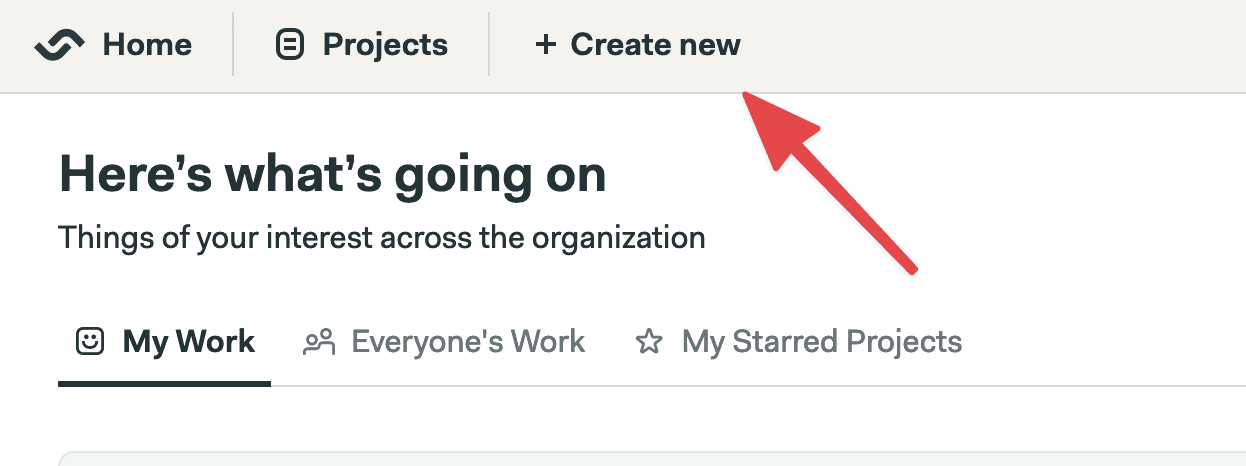 Home Projects + Create new
Here's what's going on
Things of your interest across the organization
My Work Everyone's Work My Starred Projects